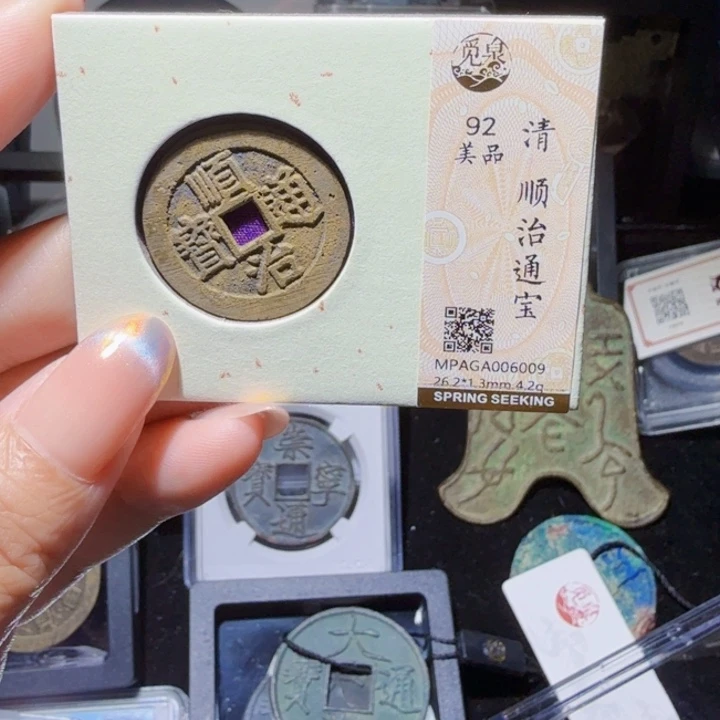 觅泉
92
美品
清 顺治通宝
MPAGA006009
26.2*1.3mm 4.2g
SPRING SEEKING
順治通寶
崇寧通寶
大
通
寶